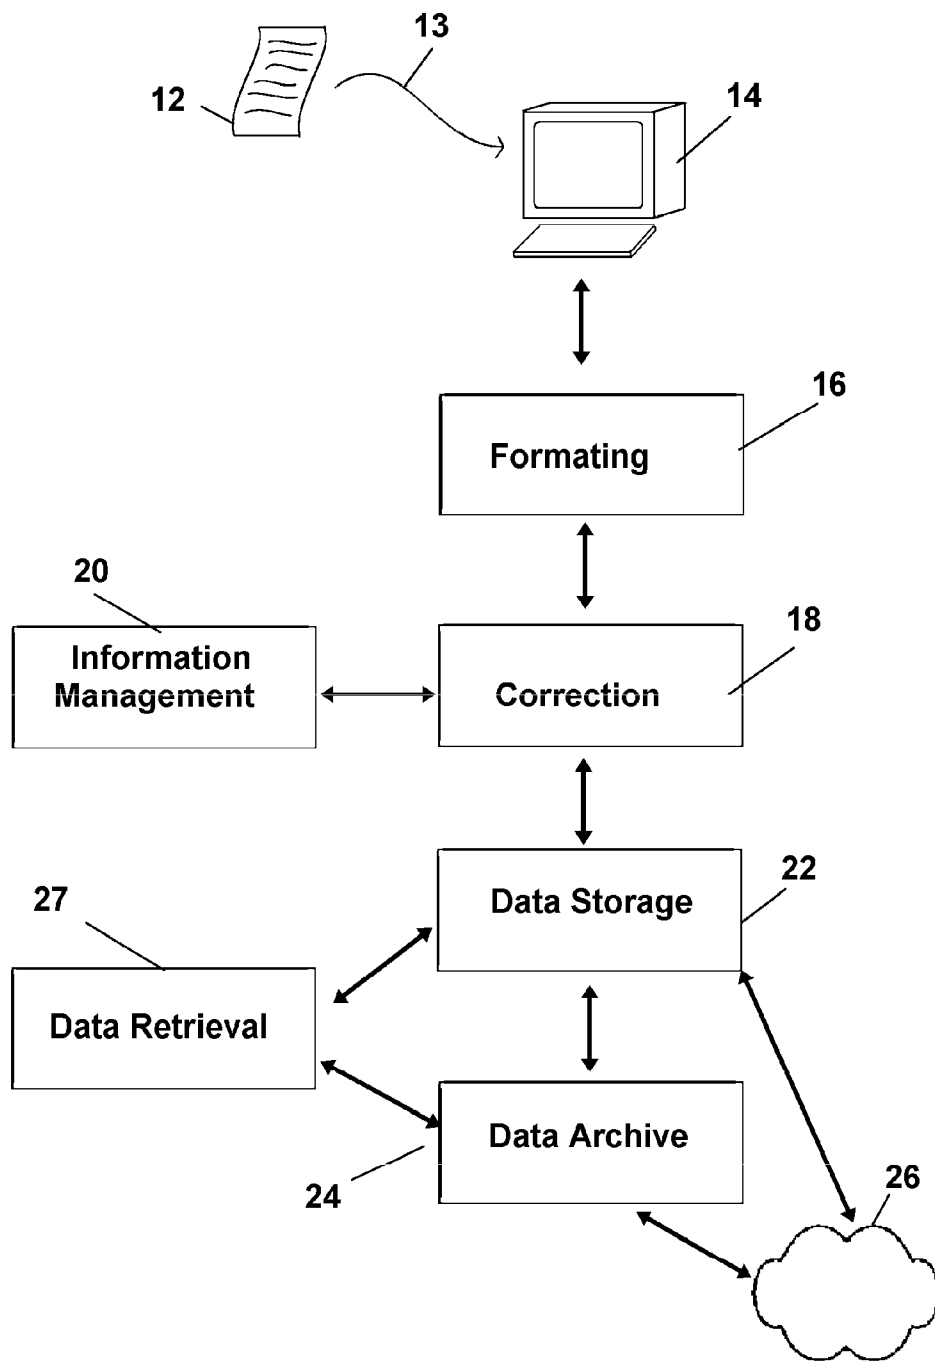 13
12
14
16
Formating
20
18
Information
Management
Correction
22
27
Data Storage
Data Retrieval
Data Archive
24
26